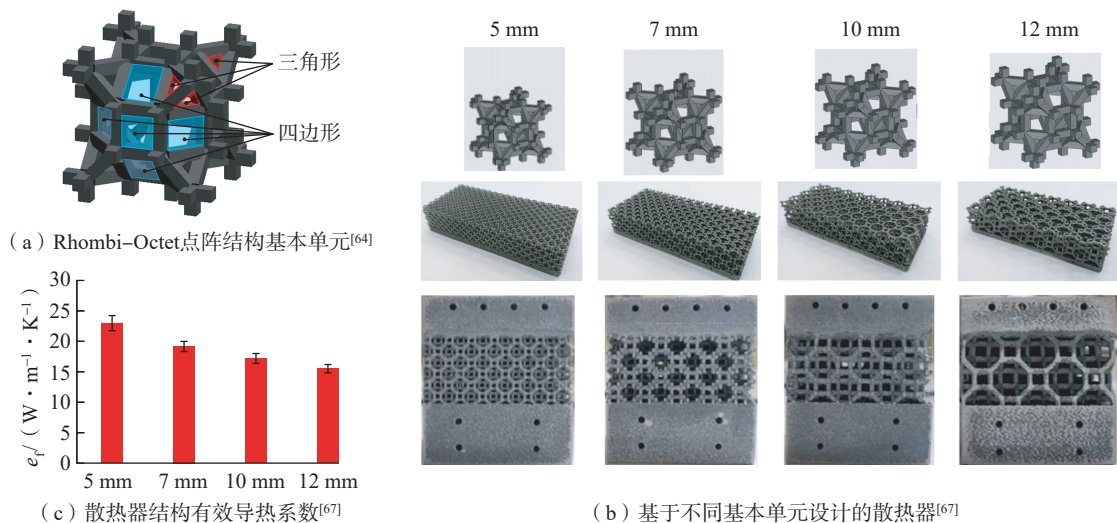 三角形
四边形
（a）Rhombi–Octet点阵结构基本单元[64]
5 mm 7 mm 10 mm 12 mm
30
25
20
15
10
5
0
e_f/（W·m⁻¹·K⁻¹）
5 mm 7 mm 10 mm 12 mm
（c）散热器结构有效导热系数[67]
（b）基于不同基本单元设计的散热器[67]